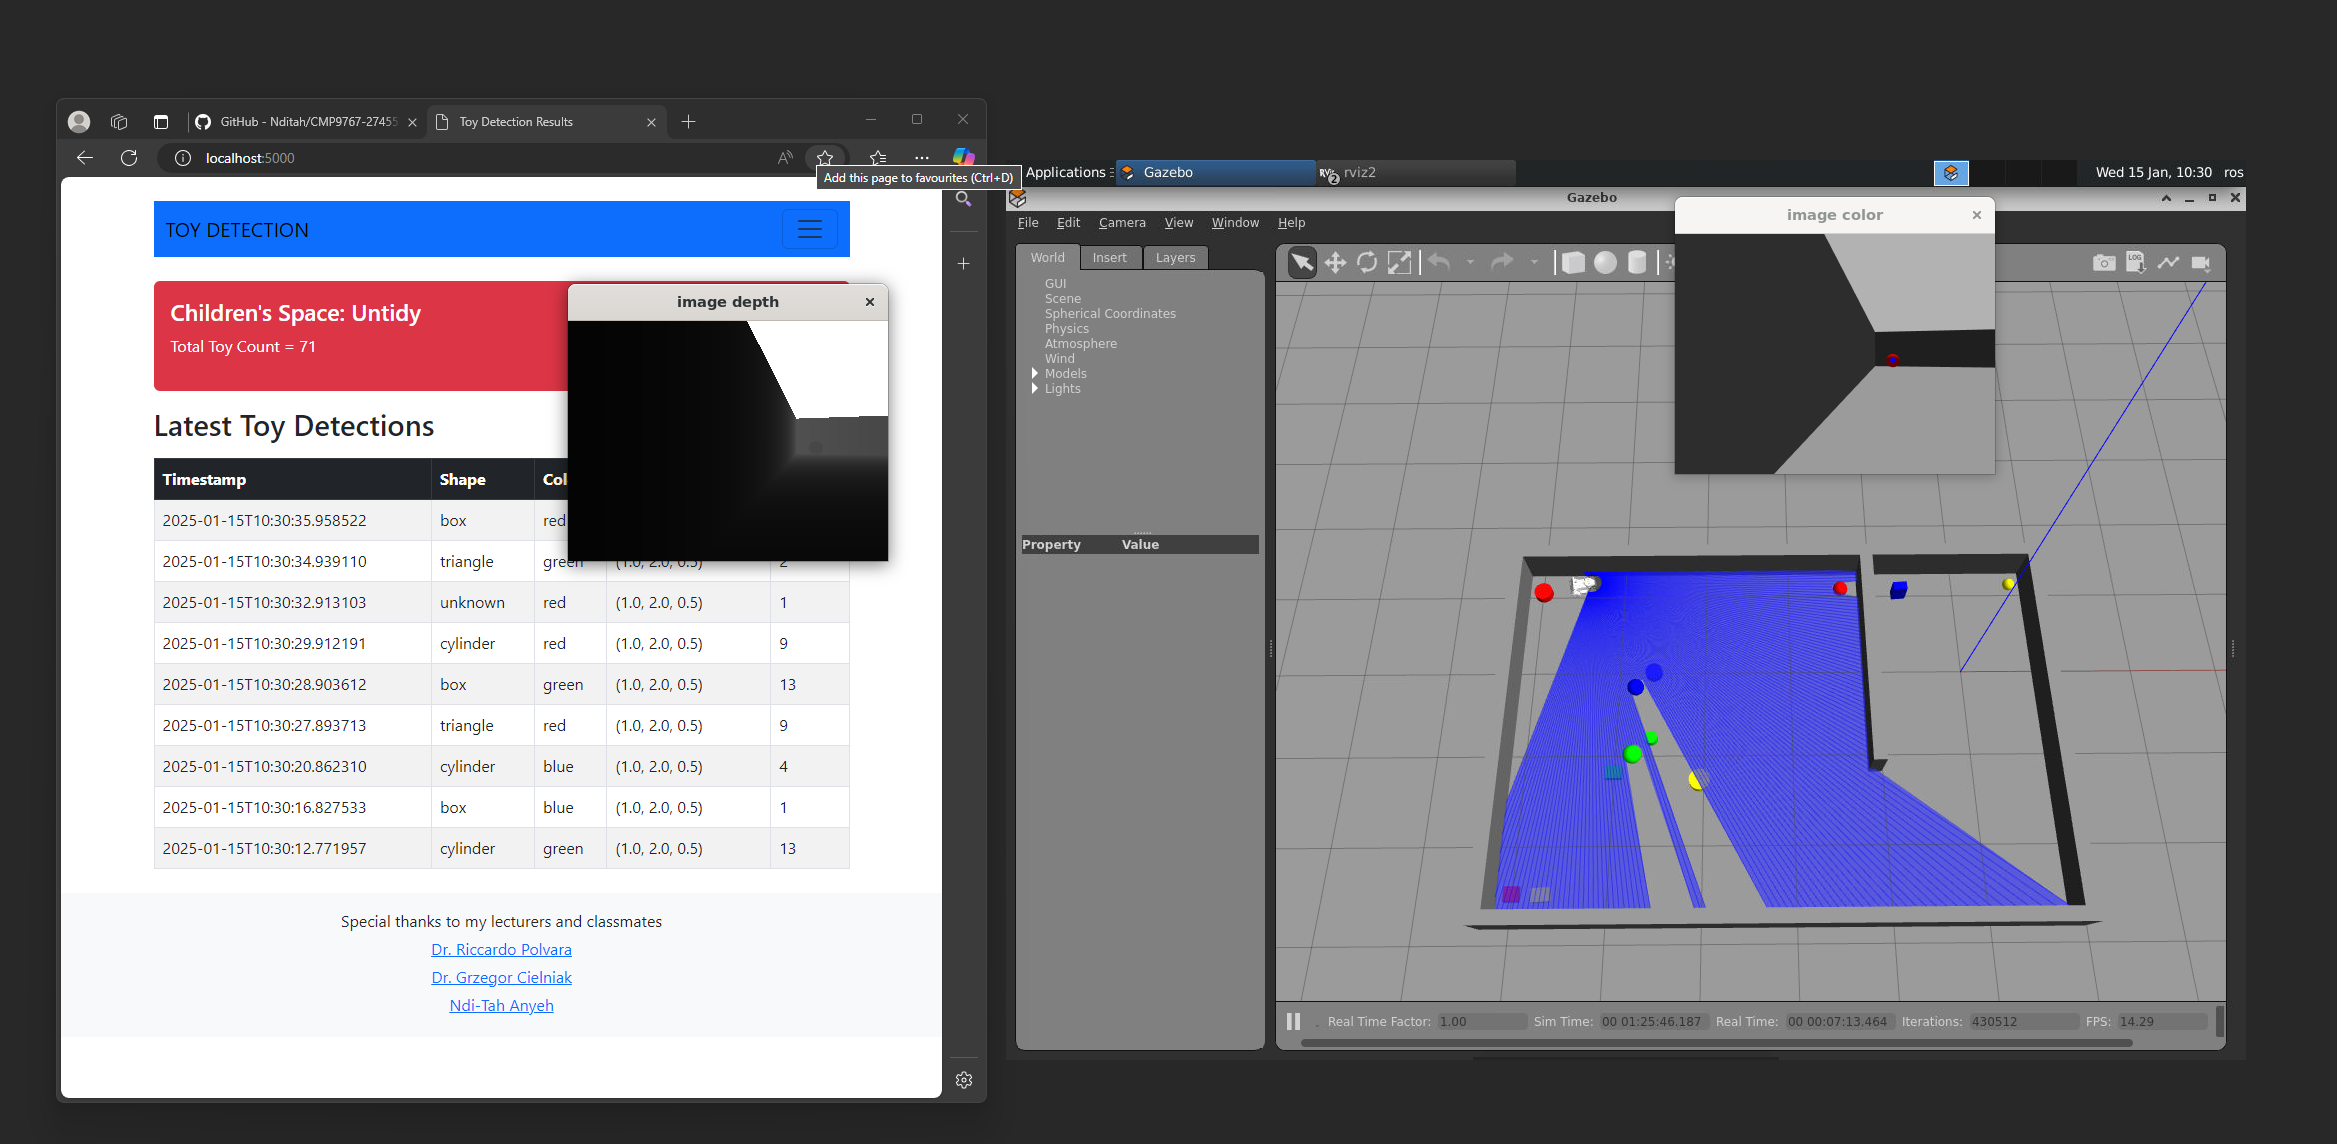 GitHub - Nditah/CMP9767-27455
Toy Detection Results
localhost:5000
Add this page to favourites (Ctrl+D)
TOY DETECTION
Children's Space: Untidy
Total Toy Count = 71
image depth
Latest Toy Detections
Timestamp Shape Col
2025-01-15T10:30:35.958522 box red
2025-01-15T10:30:34.939110 triangle green (1.0, 2.0, 0.5) 2
2025-01-15T10:30:32.913103 unknown red (1.0, 2.0, 0.5) 1
2025-01-15T10:30:29.912191 cylinder red (1.0, 2.0, 0.5) 9
2025-01-15T10:30:28.903612 box green (1.0, 2.0, 0.5) 13
2025-01-15T10:30:27.893713 triangle red (1.0, 2.0, 0.5) 9
2025-01-15T10:30:20.862310 cylinder blue (1.0, 2.0, 0.5) 4
2025-01-15T10:30:16.827533 box blue (1.0, 2.0, 0.5) 1
2025-01-15T10:30:12.771957 cylinder green (1.0, 2.0, 0.5) 13
Special thanks to my lecturers and classmates
Dr. Riccardo Polvara
Dr. Grzegor Cielniak
Ndi-Tah Anyeh
Applications Gazebo rviz2 Wed 15 Jan, 10:30 ros
Gazebo
File Edit Camera View Window Help
image color
World Insert Layers
LOG
GUI
Scene
Spherical Coordinates
Physics
Atmosphere
Wind
Models
Lights
Property Value
Real Time Factor: 1.00 Sim Time: 00 01:25:46.187 Real Time: 00 00:07:13.464 Iterations: 430512 FPS: 14.29